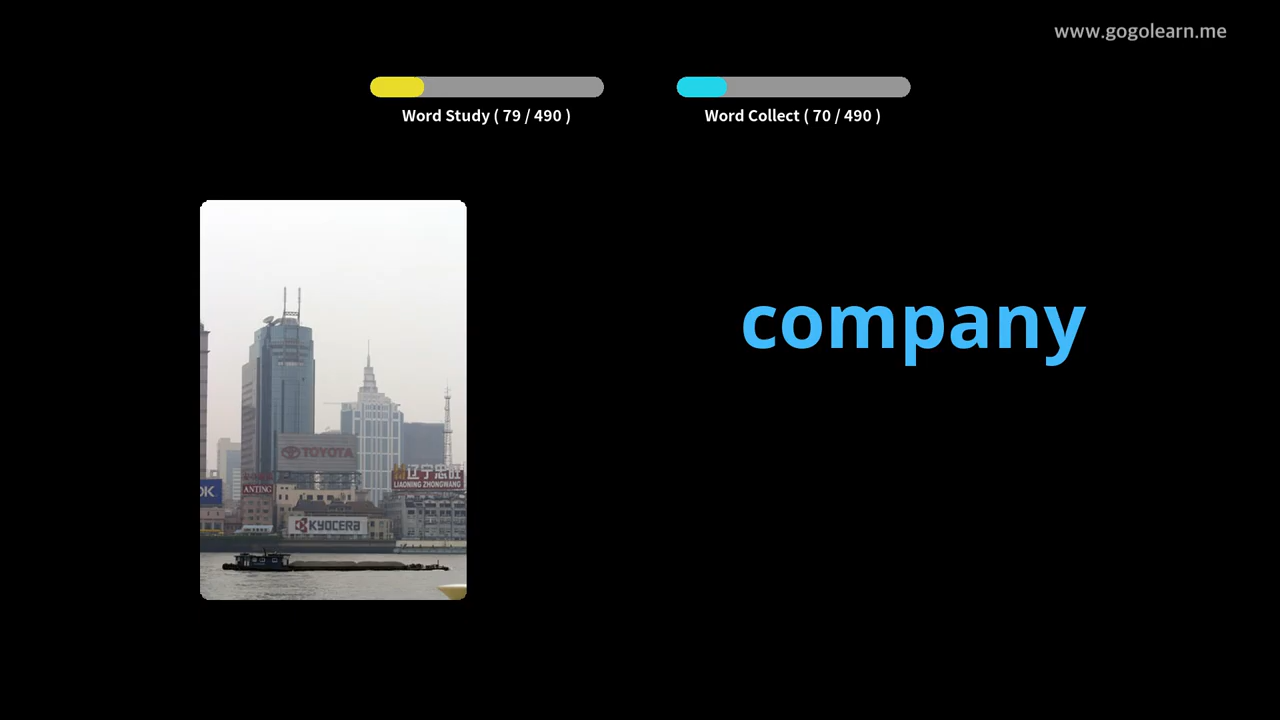 www.gogolearn.me
Word Study ( 79 / 490 )
Word Collect ( 70 / 490 )
company
TOYOTA
辽宁忠旺
LIAONING ZHONGWANG
OK
ANTING
KYOCERA